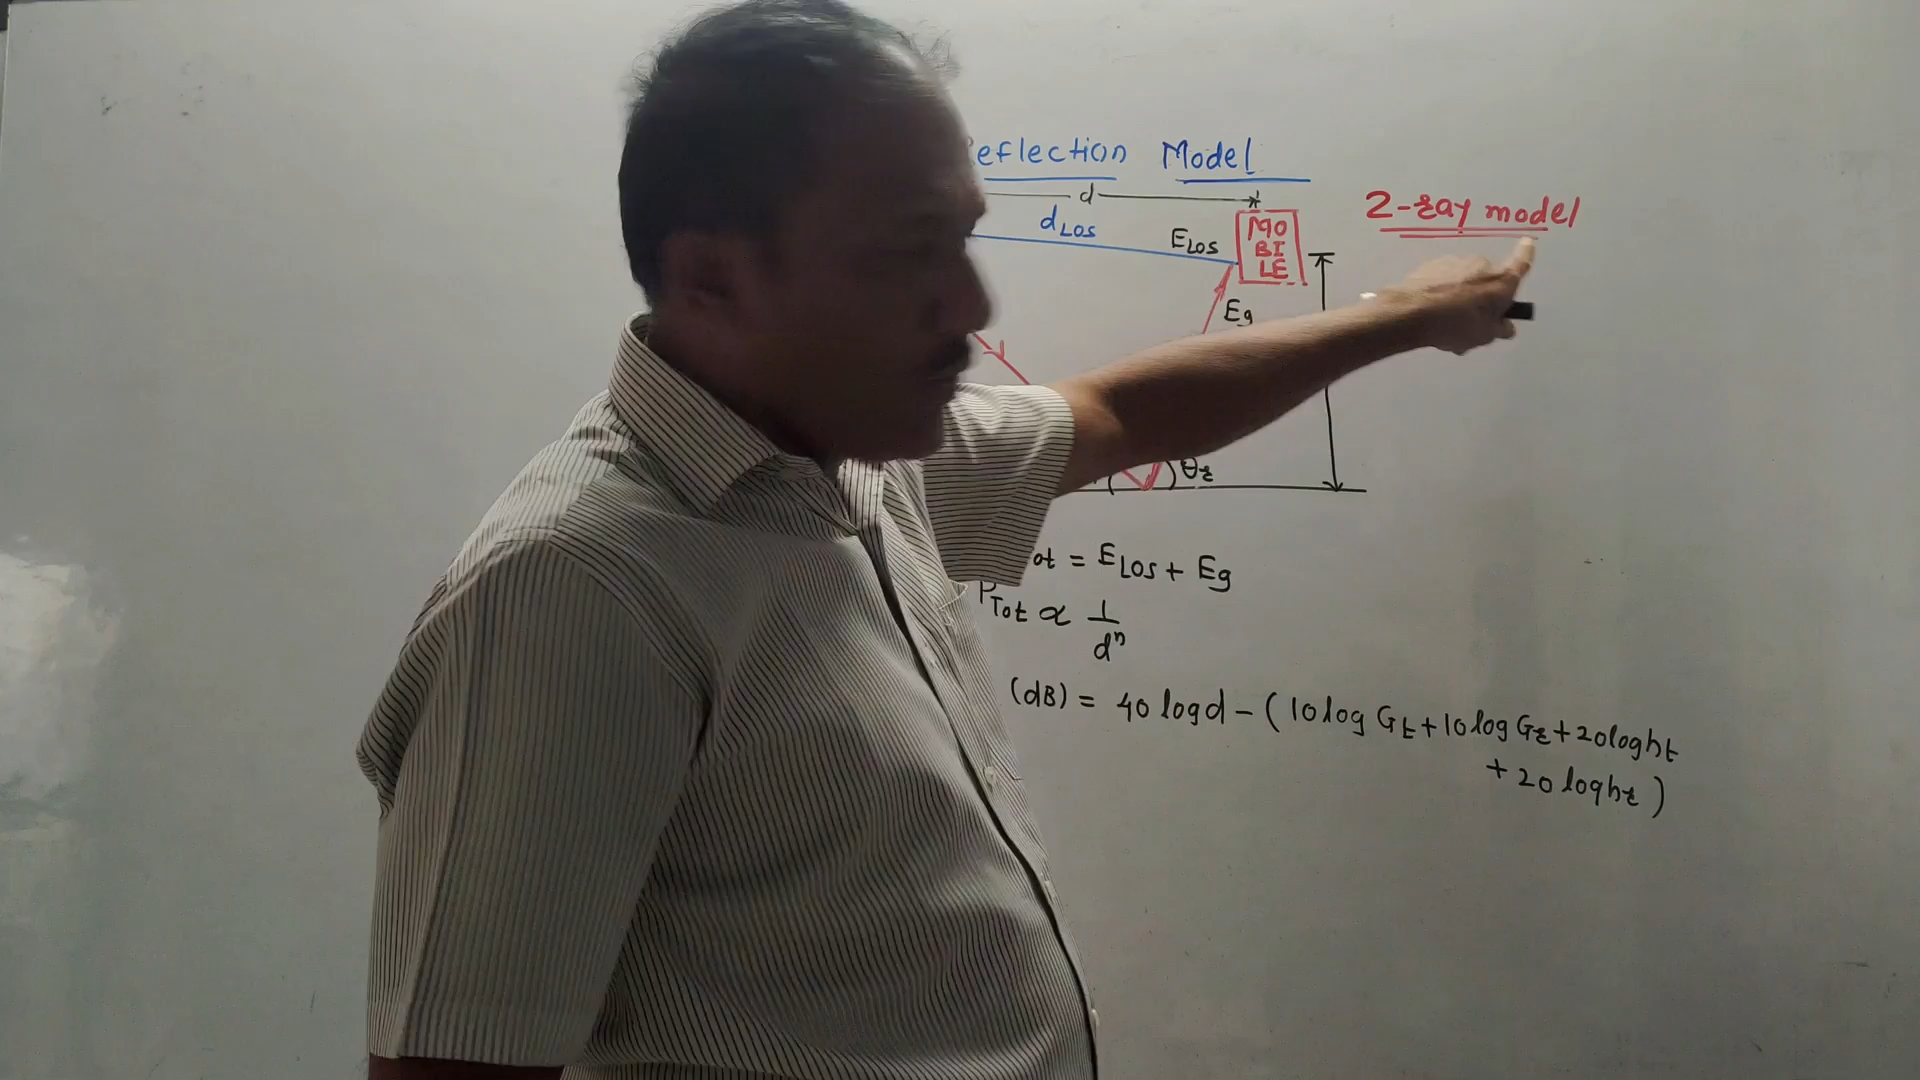 eflection Model
d
2-ray model
dLos
ELos
MO
BI
LE
Eg
θr
ot = ELos + Eg
PTot ∝ 1/dⁿ
(dB) = 40 log d - (10 log Gt + 10 log Gr + 20 log ht
+ 20 log hr)